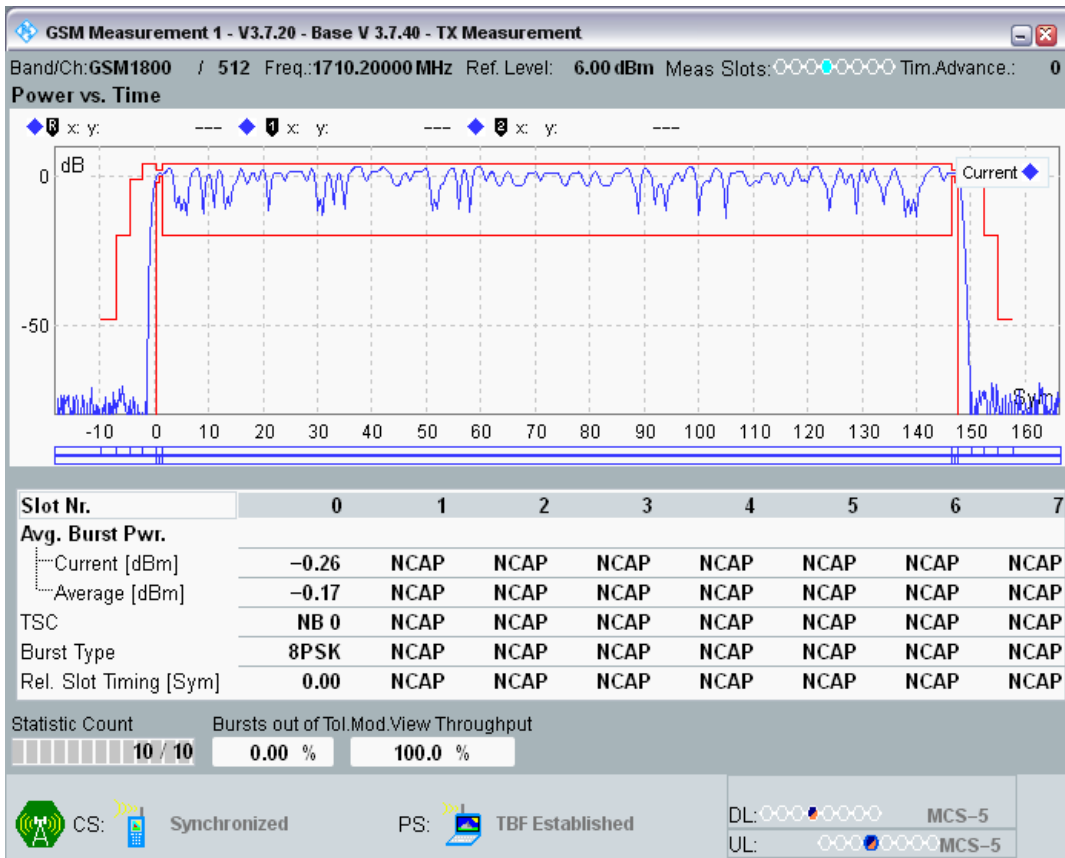 GSM Measurement 1 - V3.7.20 - Base V 3.7.40 - TX Measurement
Band/Ch:GSM1800 / 512 Freq.:1710.20000 MHz Ref. Level: 6.00 dBm Meas Slots: Tim.Advance.: 0
Power vs. Time
R x: y: --- 1 x: y: --- 2 x: y: ---
dB
Current
0
-50
Sym
-10 0 10 20 30 40 50 60 70 80 90 100 110 120 130 140 150 160
Slot Nr. 0 1 2 3 4 5 6 7
Avg. Burst Pwr.
Current [dBm] −0.26 NCAP NCAP NCAP NCAP NCAP NCAP NCAP
Average [dBm] −0.17 NCAP NCAP NCAP NCAP NCAP NCAP NCAP
TSC NB 0 NCAP NCAP NCAP NCAP NCAP NCAP NCAP
Burst Type 8PSK NCAP NCAP NCAP NCAP NCAP NCAP NCAP
Rel. Slot Timing [Sym] 0.00 NCAP NCAP NCAP NCAP NCAP NCAP NCAP
Statistic Count Bursts out of Tol.Mod.View Throughput
10 / 10 0.00 % 100.0 %
CS: Synchronized PS: TBF Established DL: MCS−5
UL: MCS−5